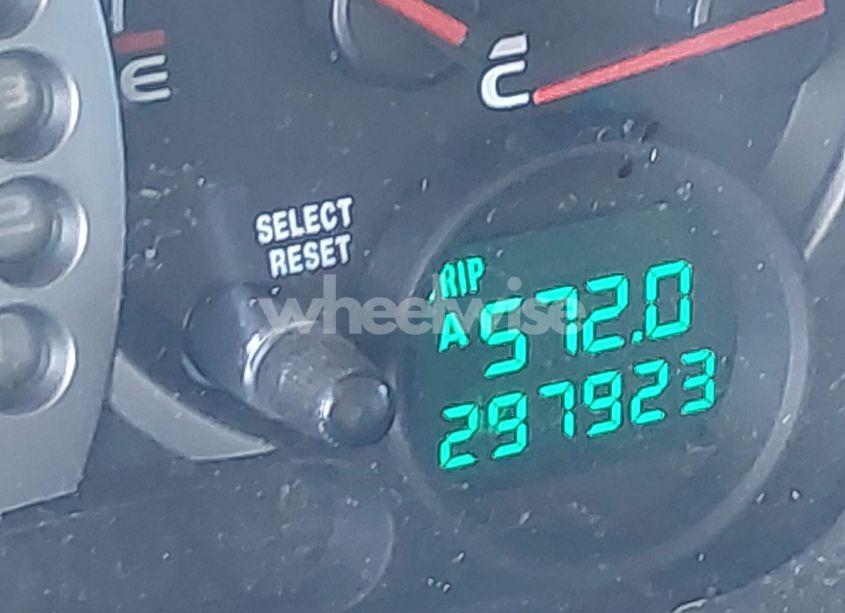 E
C
SELECT
RESET
TRIP
A 572.0
297923
wheelwise